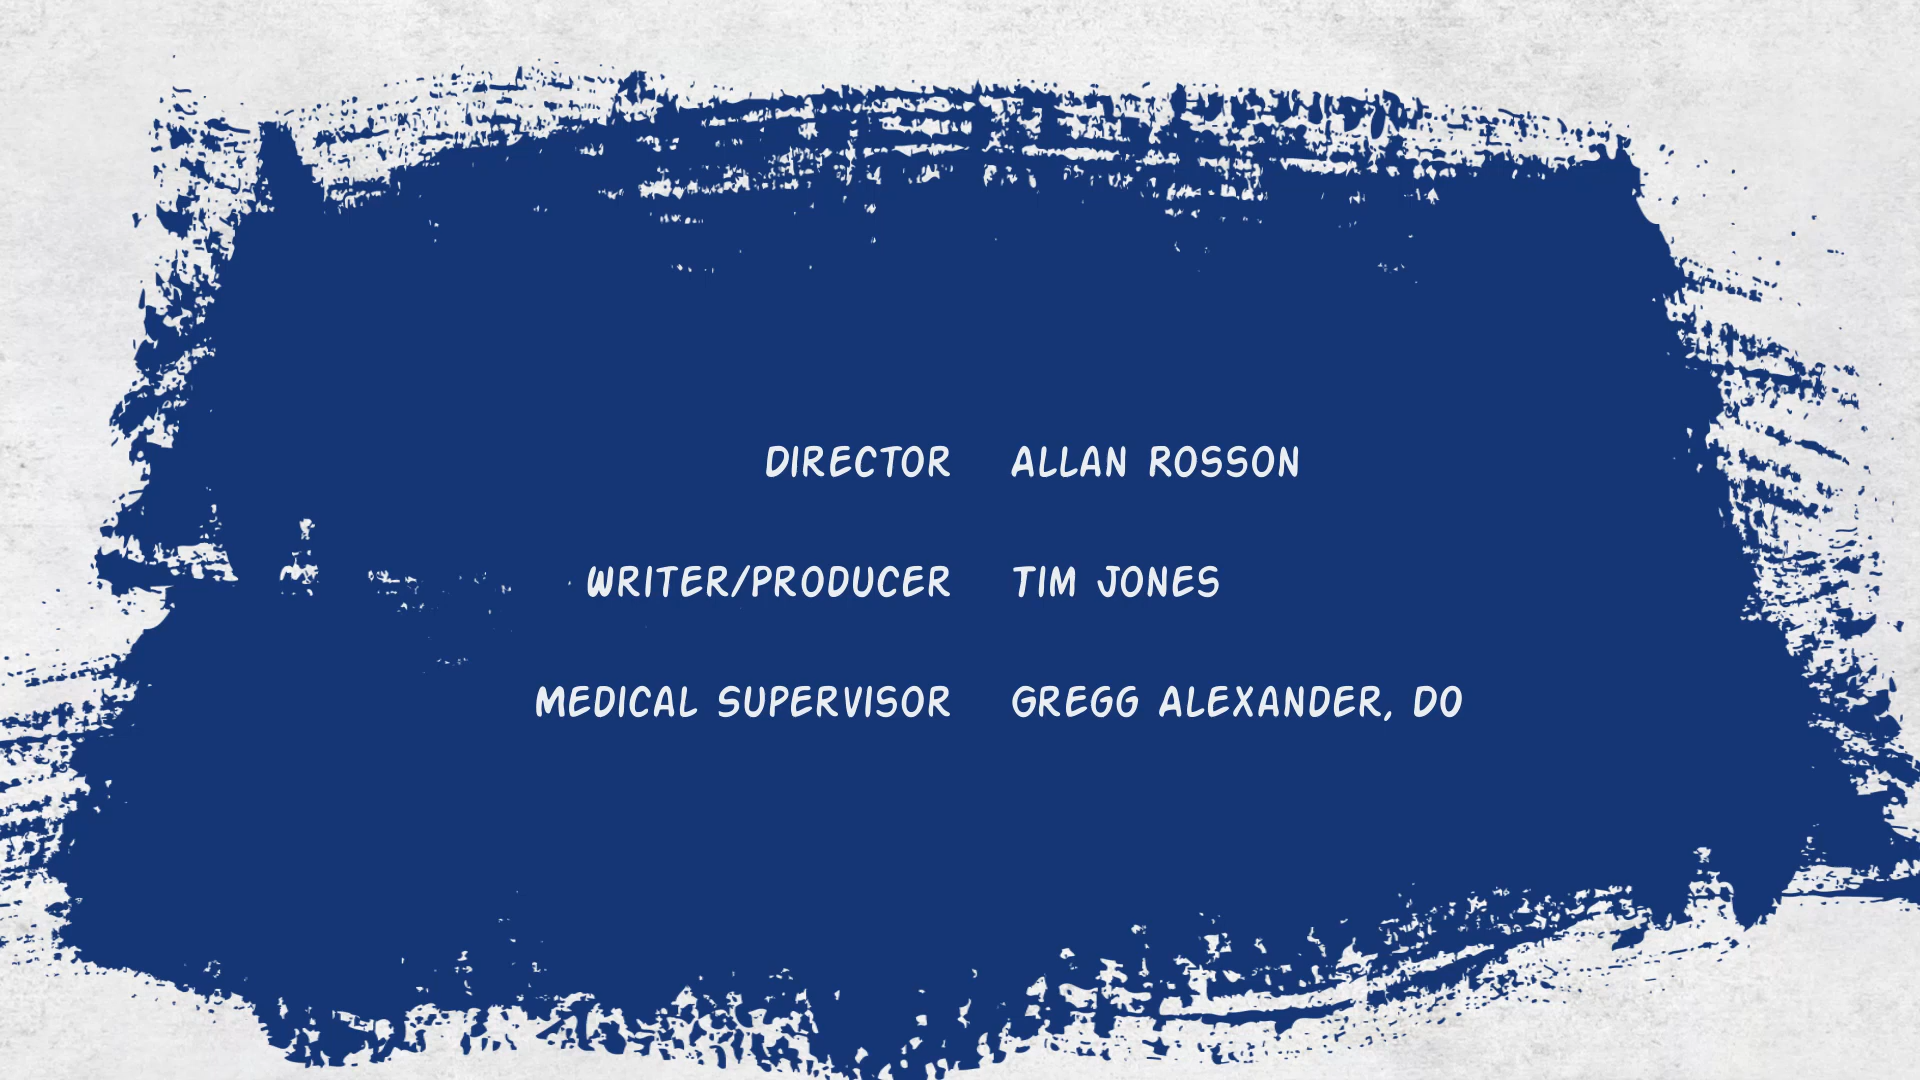 DIRECTOR ALLAN ROSSON
WRITER/PRODUCER TIM JONES
MEDICAL SUPERVISOR GREGG ALEXANDER, DO